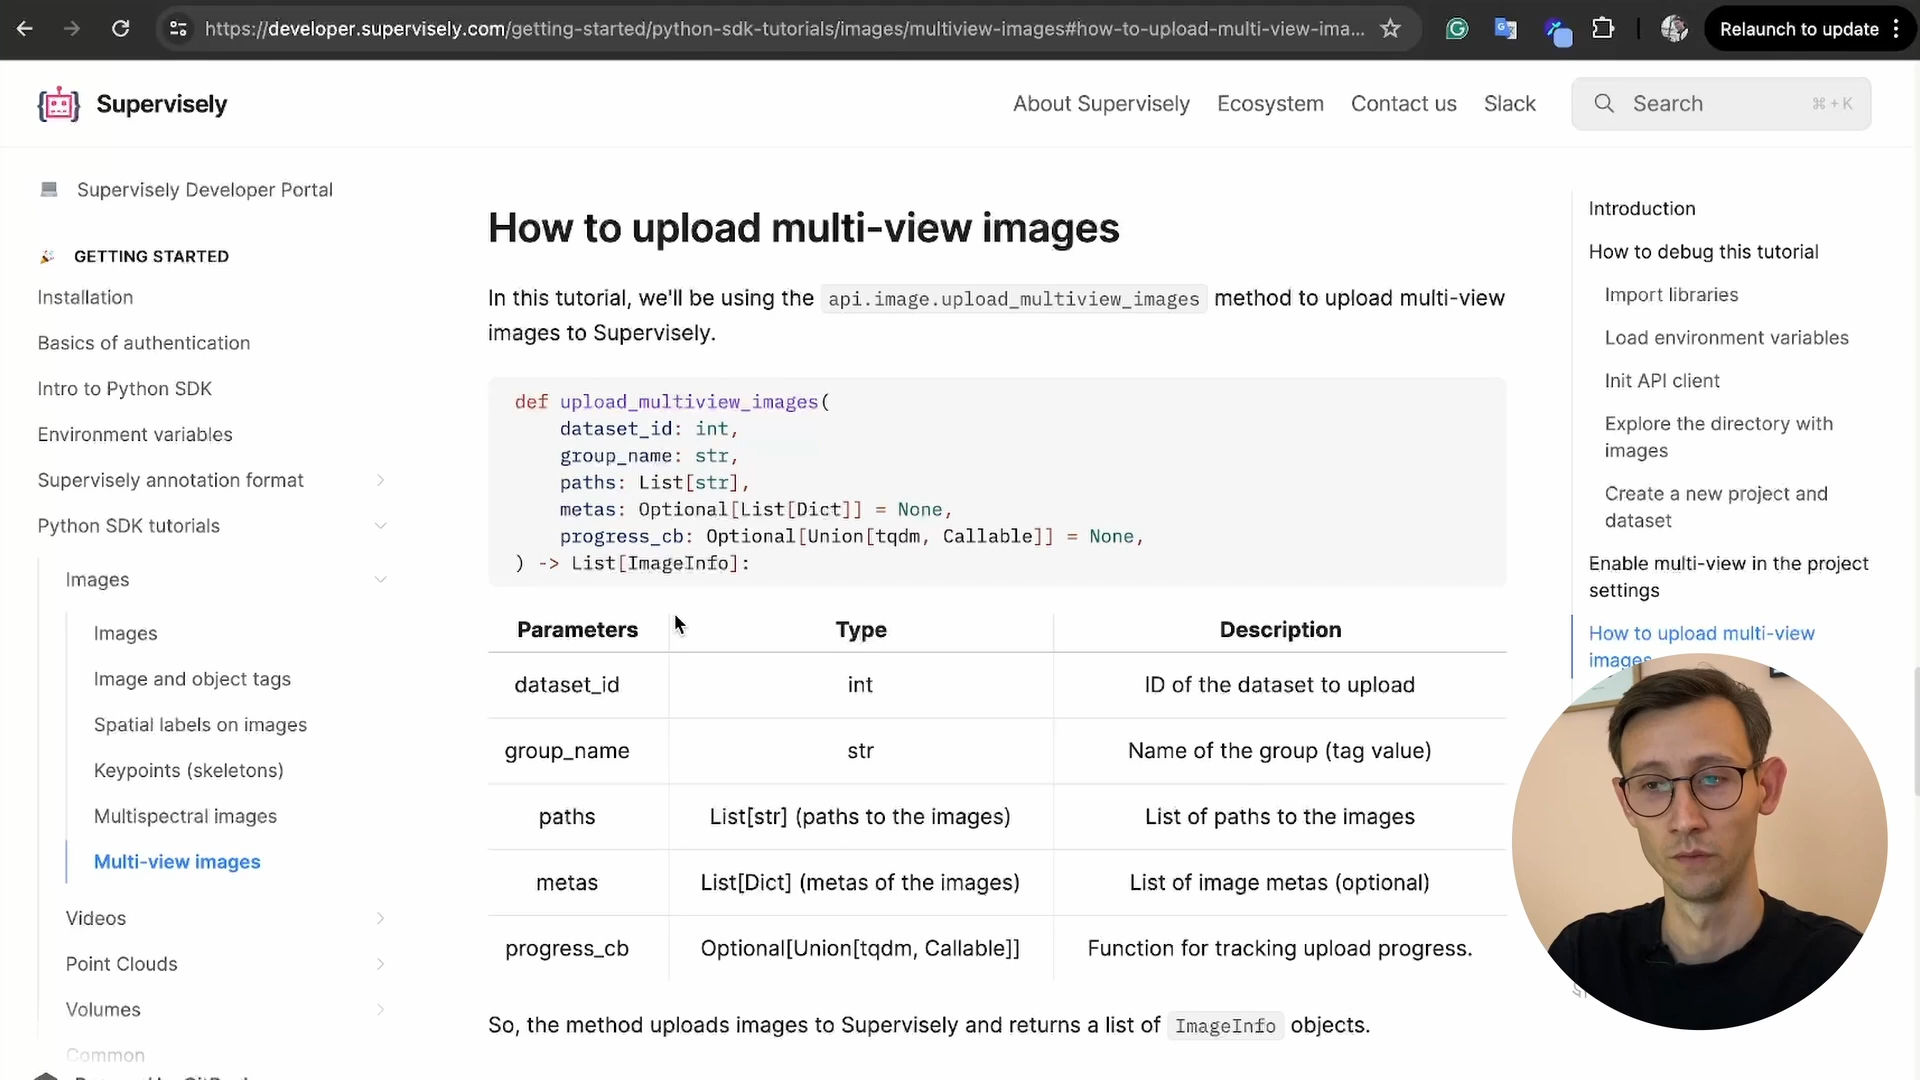 https://developer.supervisely.com/getting-started/python-sdk-tutorials/images/multiview-images#how-to-upload-multi-view-ima...
Relaunch to update
Supervisely
About Supervisely
Ecosystem
Contact us
Slack
Search
⌘ + K
Supervisely Developer Portal
GETTING STARTED
Installation
Basics of authentication
Intro to Python SDK
Environment variables
Supervisely annotation format
Python SDK tutorials
Images
Images
Image and object tags
Spatial labels on images
Keypoints (skeletons)
Multispectral images
Multi-view images
Videos
Point Clouds
Volumes
Common
How to upload multi-view images
In this tutorial, we'll be using the api.image.upload_multiview_images method to upload multi-view
images to Supervisely.
def upload_multiview_images(
dataset_id: int,
group_name: str,
paths: List[str],
metas: Optional[List[Dict]] = None,
progress_cb: Optional[Union[tqdm, Callable]] = None,
) -> List[ImageInfo]:
Parameters Type Description
dataset_id int ID of the dataset to upload
group_name str Name of the group (tag value)
paths List[str] (paths to the images) List of paths to the images
metas List[Dict] (metas of the images) List of image metas (optional)
progress_cb Optional[Union[tqdm, Callable]] Function for tracking upload progress.
So, the method uploads images to Supervisely and returns a list of ImageInfo objects.
Introduction
How to debug this tutorial
Import libraries
Load environment variables
Init API client
Explore the directory with
images
Create a new project and
dataset
Enable multi-view in the project
settings
How to upload multi-view
images